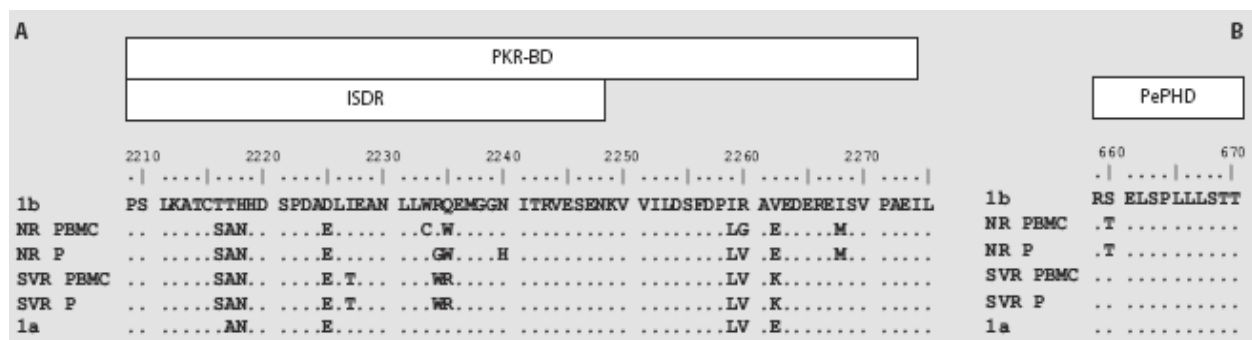 A B
PKR-BD
ISDR PePHD
2210 2220 2230 2240 2250 2260 2270 660 670
.| ....|....| ....|....| ....|....| ....|....| ....|....| ....|....| ....|..... .| ....|....|
1b PS LKATCTTHHD SPDADLIEAN LLWRQEMGGN ITRVESENKV VILDSFDPIR AVEDEREISV PAEIL 1b RS ELSPLLLSTT
NR PBMC .. .....SAN.. ....E..... ..C.W..... .......... ........LG .E.....M.. ..... NR PBMC .T ..........
NR P .. .....SAN.. ....E..... ...GW....H .......... ........LV .E.....M.. ..... NR P .T ..........
SVR PBMC .. .....SAN.. ....E.T... ...WR..... .......... ........LV .K........ ..... SVR PBMC .. ..........
SVR P .. .....SAN.. ....E.T... ...WR..... .......... ........LV .K........ ..... SVR P .. ..........
1a .. ......AN.. ....E..... .......... .......... ........LV .E........ ..... 1a .. ..........